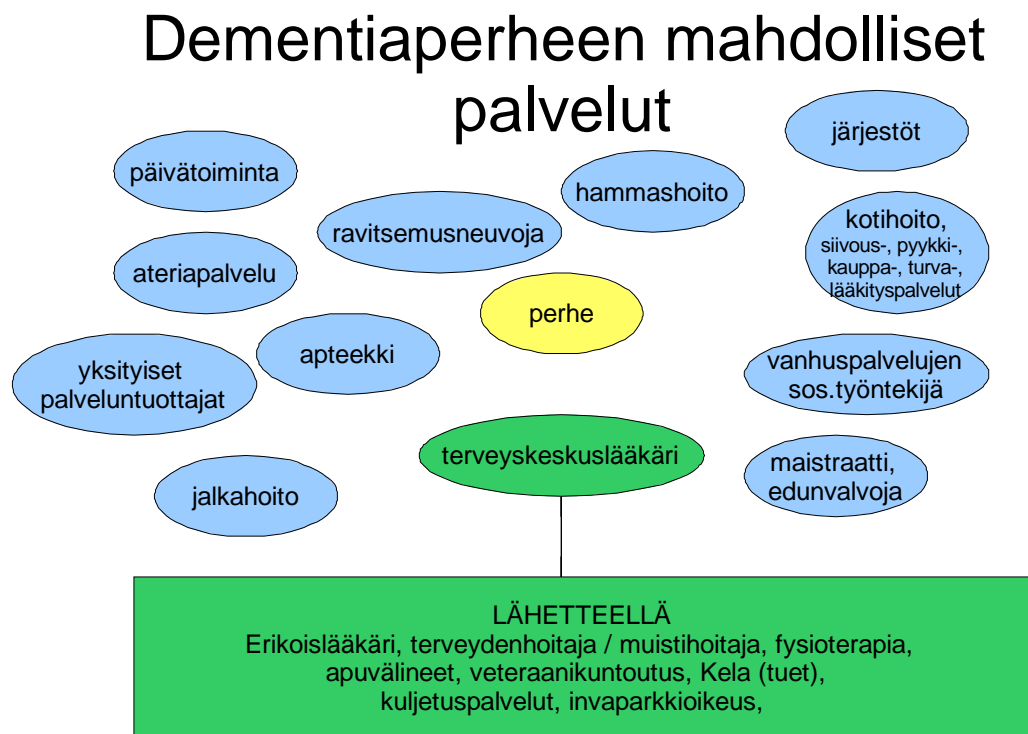 Dementiaperheen mahdolliset
palvelut
järjestöt
päivätoiminta
hammashoito
ravitsemusneuvoja
kotihoito,
siivous-, pyykki-,
kauppa-, turva-,
lääkityspalvelut
ateriapalvelu
perhe
apteekki
yksityiset
palveluntuottajat
vanhuspalvelujen
sos.työntekijä
terveyskeskuslääkäri
maistraatti,
edunvalvoja
jalkahoito
LÄHETTEELLÄ
Erikoislääkäri, terveydenhoitaja / muistihoitaja, fysioterapia,
apuvälineet, veteraanikuntoutus, Kela (tuet),
kuljetuspalvelut, invaparkkioikeus,